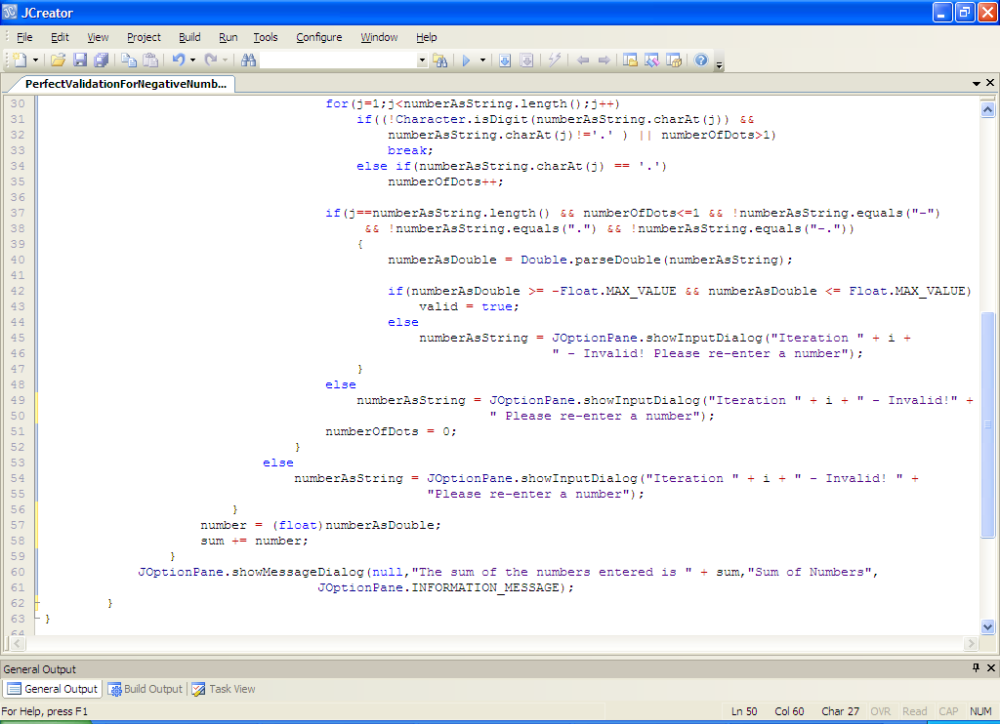 JCreator
File Edit View Project Build Run Tools Configure Window Help
PerfectValidationForNegativeNumb...
30 for(j=1;j<numberAsString.length();j++)
31 if((!Character.isDigit(numberAsString.charAt(j)) &&
32 numberAsString.charAt(j)!='.' ) || numberOfDots>1)
33 break;
34 else if(numberAsString.charAt(j) == '.')
35 numberOfDots++;
36
37 if(j==numberAsString.length() && numberOfDots<=1 && !numberAsString.equals("-")
38 && !numberAsString.equals(".") && !numberAsString.equals("-."))
39 {
40 numberAsDouble = Double.parseDouble(numberAsString);
41
42 if(numberAsDouble >= -Float.MAX_VALUE && numberAsDouble <= Float.MAX_VALUE)
43 valid = true;
44 else
45 numberAsString = JOptionPane.showInputDialog("Iteration " + i +
46 " - Invalid! Please re-enter a number");
47 }
48 else
49 numberAsString = JOptionPane.showInputDialog("Iteration " + i + " - Invalid!" +
50 " Please re-enter a number");
51 numberOfDots = 0;
52 }
53 else
54 numberAsString = JOptionPane.showInputDialog("Iteration " + i + " - Invalid! " +
55 "Please re-enter a number");
56 }
57 number = (float)numberAsDouble;
58 sum += number;
59 }
60 JOptionPane.showMessageDialog(null,"The sum of the numbers entered is " + sum,"Sum of Numbers",
61 JOptionPane.INFORMATION_MESSAGE);
62 }
63 }
64
General Output
General Output Build Output Task View
For Help, press F1 Ln 50 Col 60 Char 27 OVR Read CAP NUM